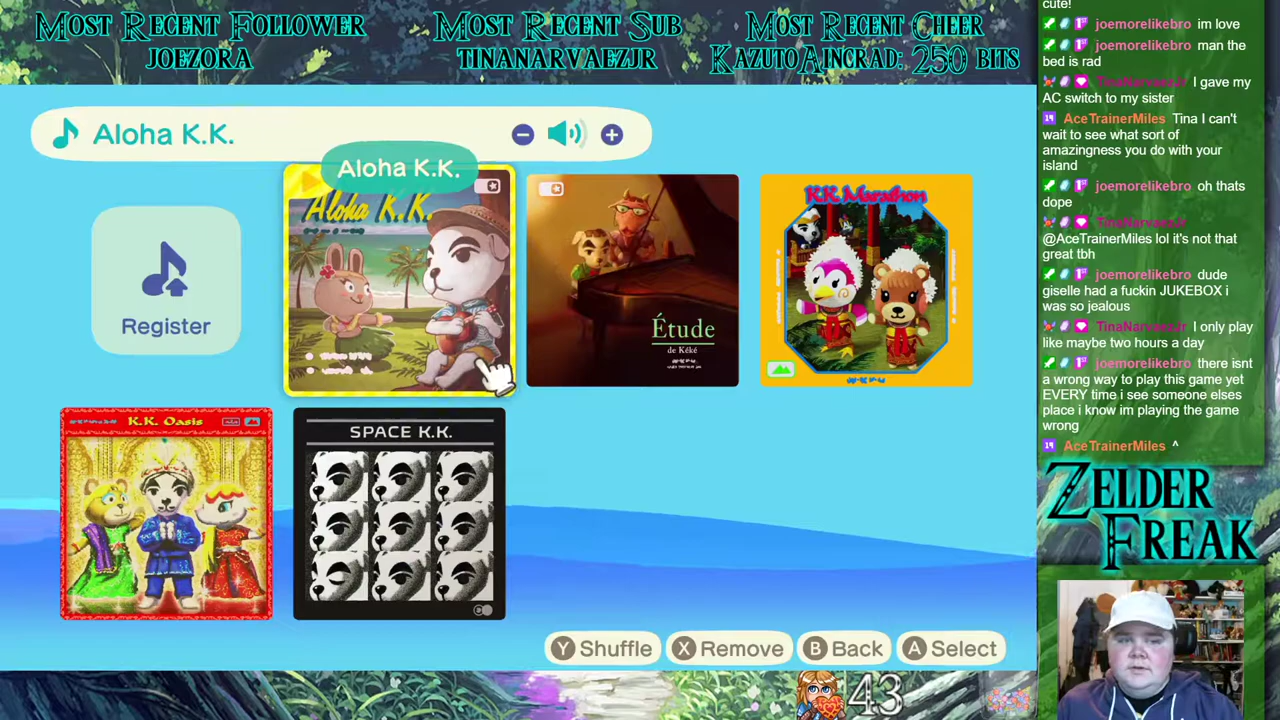 MOST RECENT FOLLOWER
JOEZORA
MOST RECENT SUB
TINANARVAEZJR
MOST RECENT CHEER
KAZUTOAINCRAD: 250 BITS
Aloha K.K.
Aloha K.K.
Register
Aloha K.K.
Étude
de Kéké
K.K. Marathon
K.K. Oasis
SPACE K.K.
Y Shuffle
X Remove
B Back
A Select
43
cute!
joemorelikebro im love
joemorelikebro man the
bed is rad
TinaNarvaezJr I gave my
AC switch to my sister
AceTrainerMiles Tina I can't
wait to see what sort of
amazingness you do with your
island
joemorelikebro oh thats
dope
TinaNarvaezJr
@AceTrainerMiles lol it's not that
great tbh
joemorelikebro dude
giselle had a fuckin JUKEBOX i
was so jealous
TinaNarvaezJr I only play
like maybe two hours a day
joemorelikebro there isnt
a wrong way to play this game yet
EVERY time i see someone elses
place i know im playing the game
wrong
AceTrainerMiles ^
ZELDER
FREAK